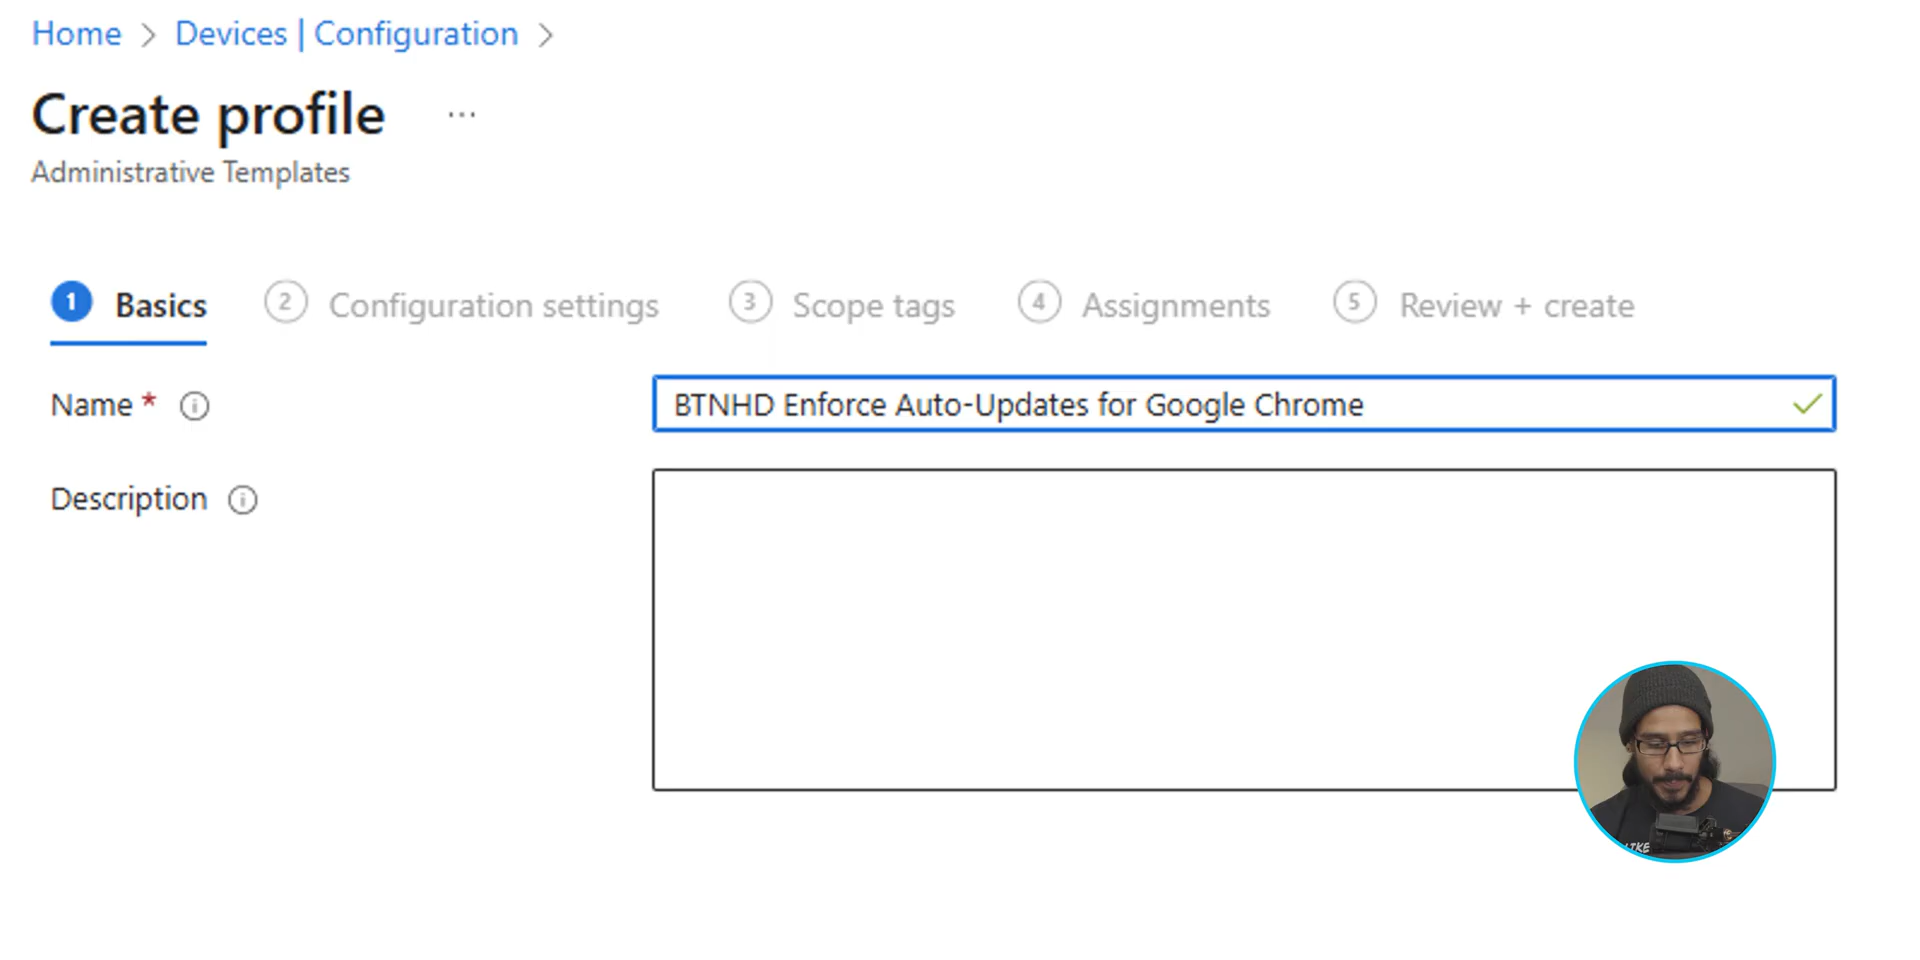 Home > Devices | Configuration >
Create profile ...
Administrative Templates
1 Basics 2 Configuration settings 3 Scope tags 4 Assignments 5 Review + create
Name * BTNHD Enforce Auto-Updates for Google Chrome
Description
LIKE